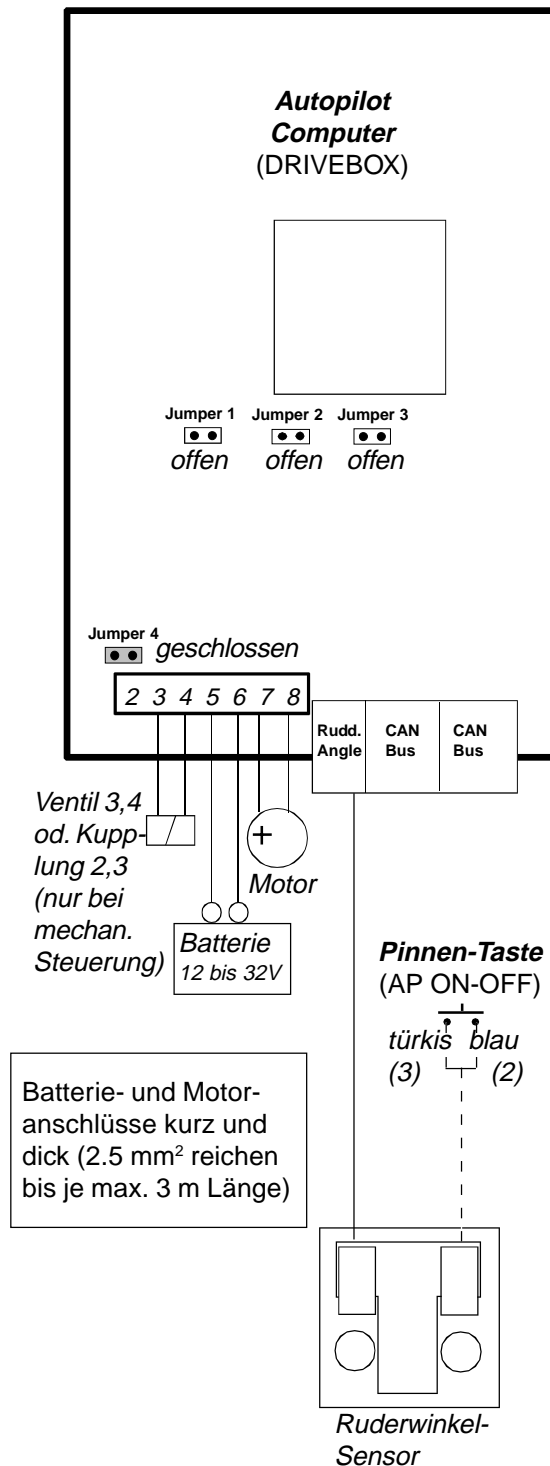 Autopilot
Computer
(DRIVEBOX)
Jumper 1 Jumper 2 Jumper 3
offen offen offen
Jumper 4
geschlossen
2 3 4 5 6 7 8
Rudd. Angle
CAN Bus
CAN Bus
Ventil 3,4
od. Kupp-
lung 2,3
(nur bei
mechan.
Steuerung)
+
Motor
Batterie
12 bis 32V
Pinnen-Taste
(AP ON-OFF)
türkis blau
(3) (2)
Batterie- und Motor-
anschlüsse kurz und
dick (2.5 mm² reichen
bis je max. 3 m Länge)
Ruderwinkel-
Sensor